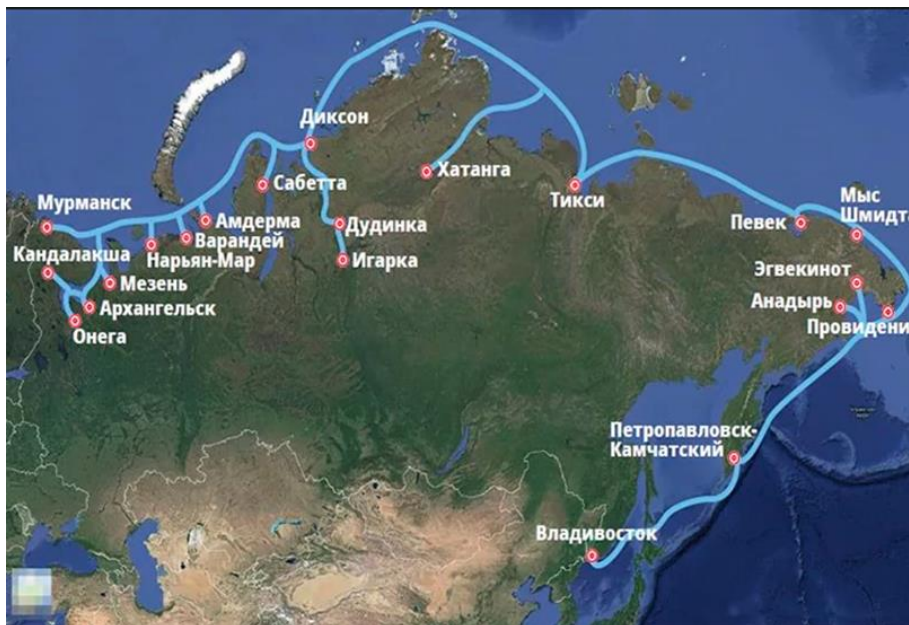 Диксон
Хатанга
Сабетта
Тикси
Мыс
Шмидта
Мурманск
Амдерма
Дудинка
Певек
Варандей
Кандалакша
Нарьян-Мар
Игарка
Эгвекинот
Мезень
Анадырь
Архангельск
Провидени
Онега
Петропавловск-
Камчатский
Владивосток